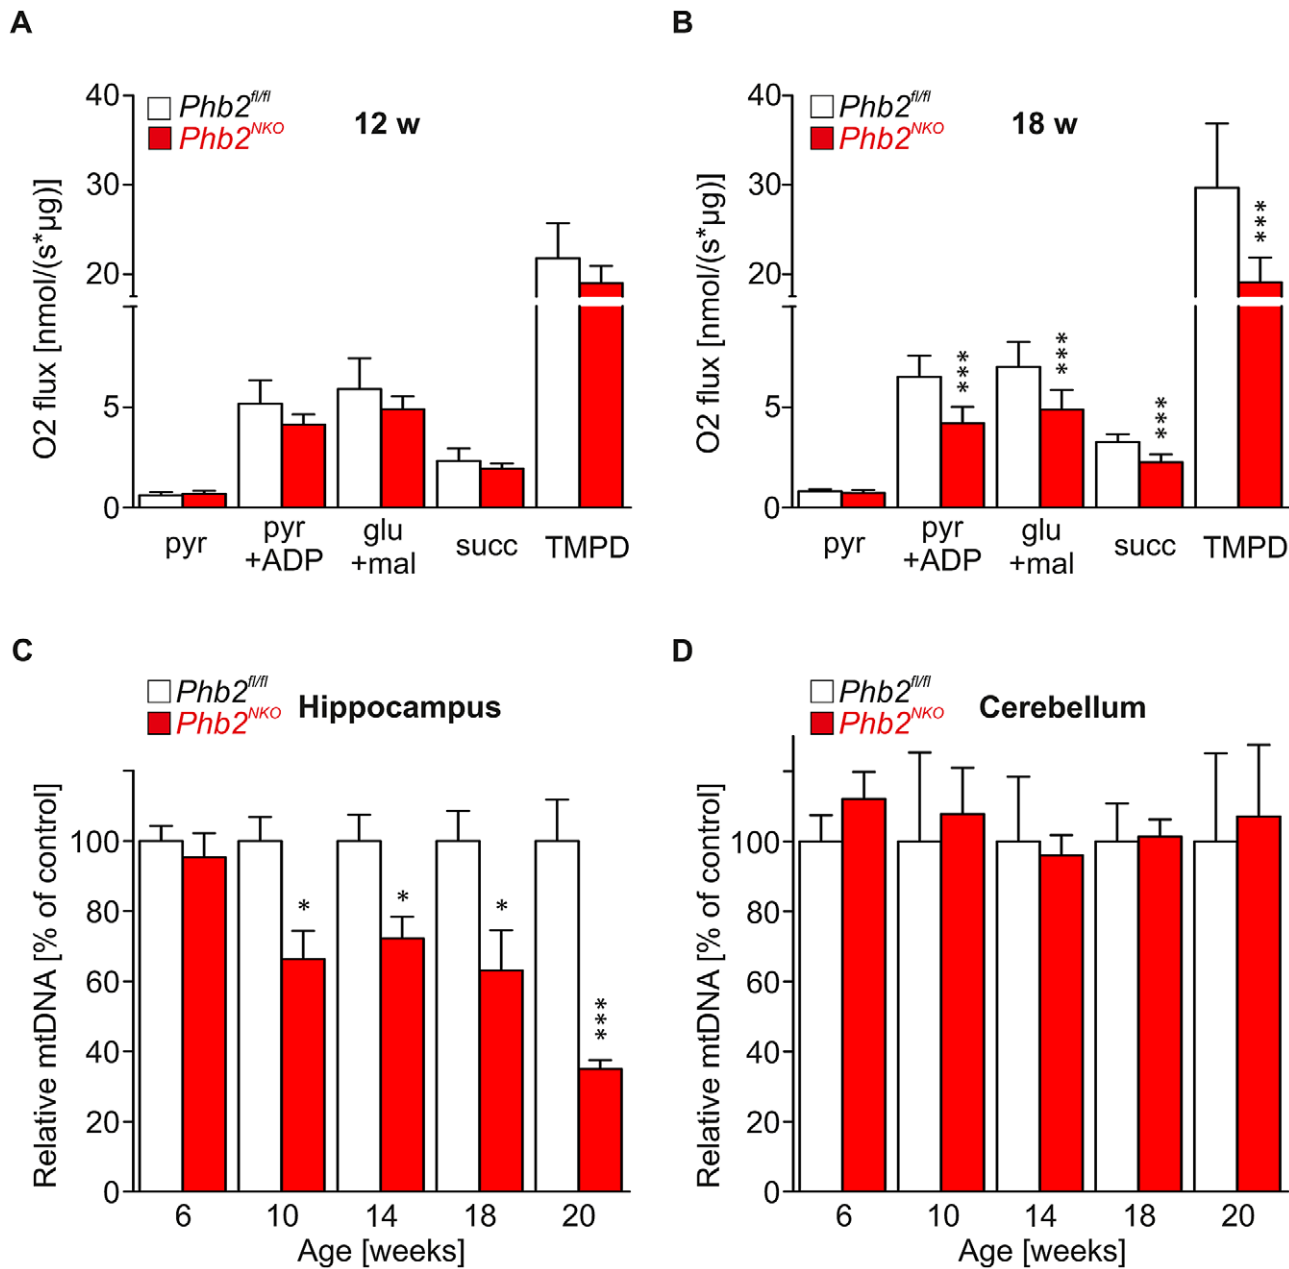 A
Phb2fl/fl
Phb2NKO
12 w
40
30
20
5
0
O2 flux [nmol/(s*µg)]
pyr
pyr
+ADP
glu
+mal
succ
TMPD
B
Phb2fl/fl
Phb2NKO
18 w
40
30
20
5
0
O2 flux [nmol/(s*µg)]
***
***
***
***
pyr
pyr
+ADP
glu
+mal
succ
TMPD
C
Phb2fl/fl
Phb2NKO
Hippocampus
100
80
60
40
20
0
Relative mtDNA [% of control]
*
*
*
***
6 10 14 18 20
Age [weeks]
D
Phb2fl/fl
Phb2NKO
Cerebellum
100
80
60
40
20
0
Relative mtDNA [% of control]
6 10 14 18 20
Age [weeks]